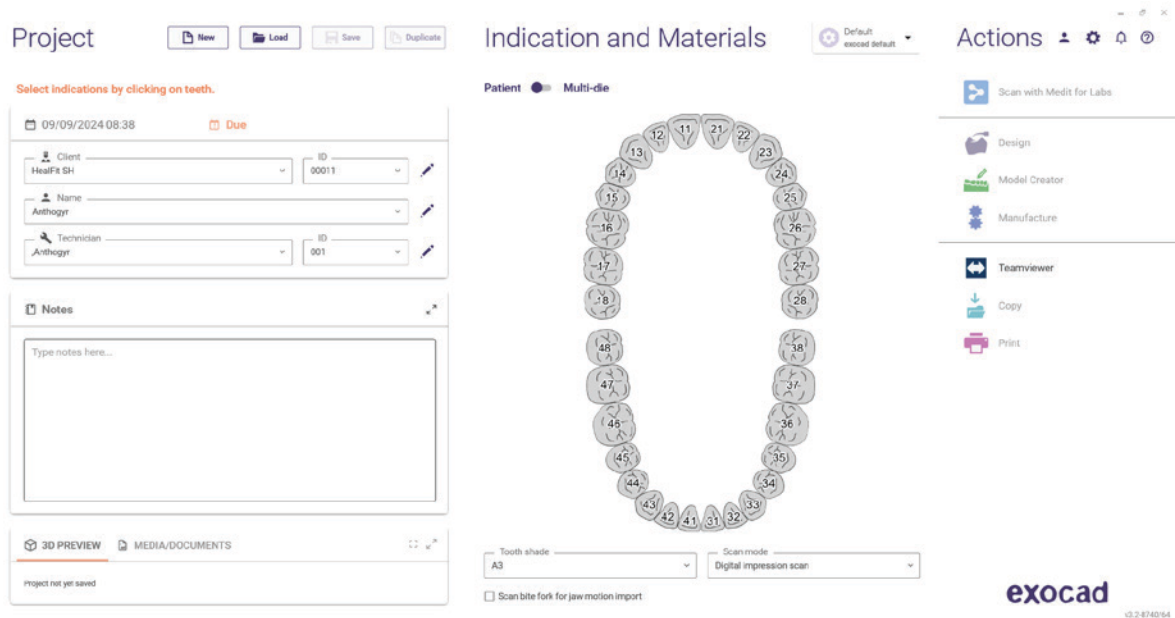 Project
New
Load
Save
Duplicate
Select indications by clicking on teeth.
09/09/2024 08:38
Due
Client
HealFit SH
ID
00011
Name
Anthogyr
Technician
,Anthogyr
ID
001
Notes
Type notes here...
3D PREVIEW
MEDIA/DOCUMENTS
Project not yet saved
Indication and Materials
Default
exocad default
Patient
Multi-die
11 21
12 22
13 23
14 24
15 25
16 26
17 27
18 28
48 38
47 37
46 36
45 35
44 34
43 33
42 41 31 32
Tooth shade
A3
Scan mode
Digital impression scan
Scan bite fork for jaw motion import
Actions
Scan with Medit for Labs
Design
Model Creator
Manufacture
Teamviewer
Copy
Print
exocad
v3.2-8740/64